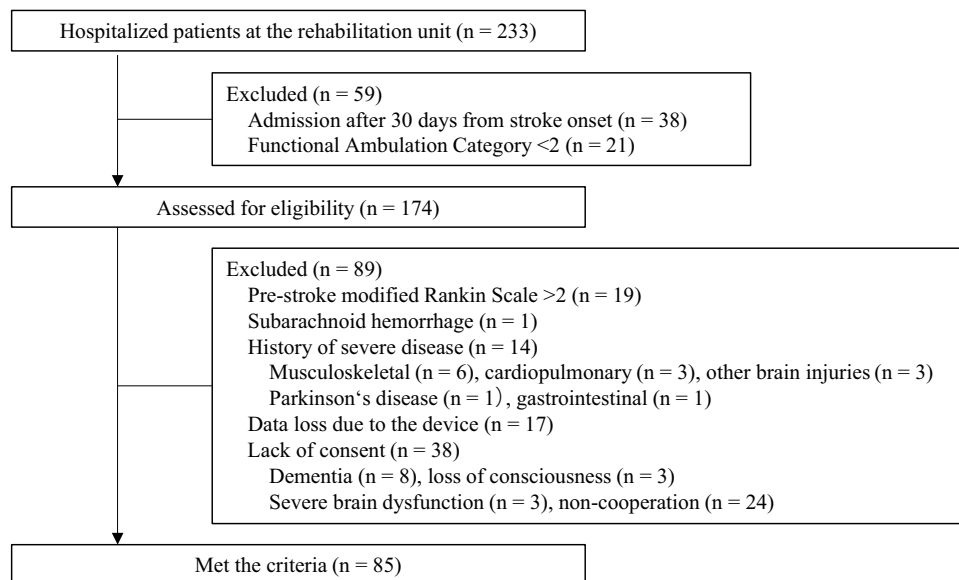 Hospitalized patients at the rehabilitation unit (n = 233)
Excluded (n = 59)
Admission after 30 days from stroke onset (n = 38)
Functional Ambulation Category <2 (n = 21)
Assessed for eligibility (n = 174)
Excluded (n = 89)
Pre-stroke modified Rankin Scale >2 (n = 19)
Subarachnoid hemorrhage (n = 1)
History of severe disease (n = 14)
Musculoskeletal (n = 6), cardiopulmonary (n = 3), other brain injuries (n = 3)
Parkinson‘s disease (n = 1）, gastrointestinal (n = 1)
Data loss due to the device (n = 17)
Lack of consent (n = 38)
Dementia (n = 8), loss of consciousness (n = 3)
Severe brain dysfunction (n = 3), non-cooperation (n = 24)
Met the criteria (n = 85)